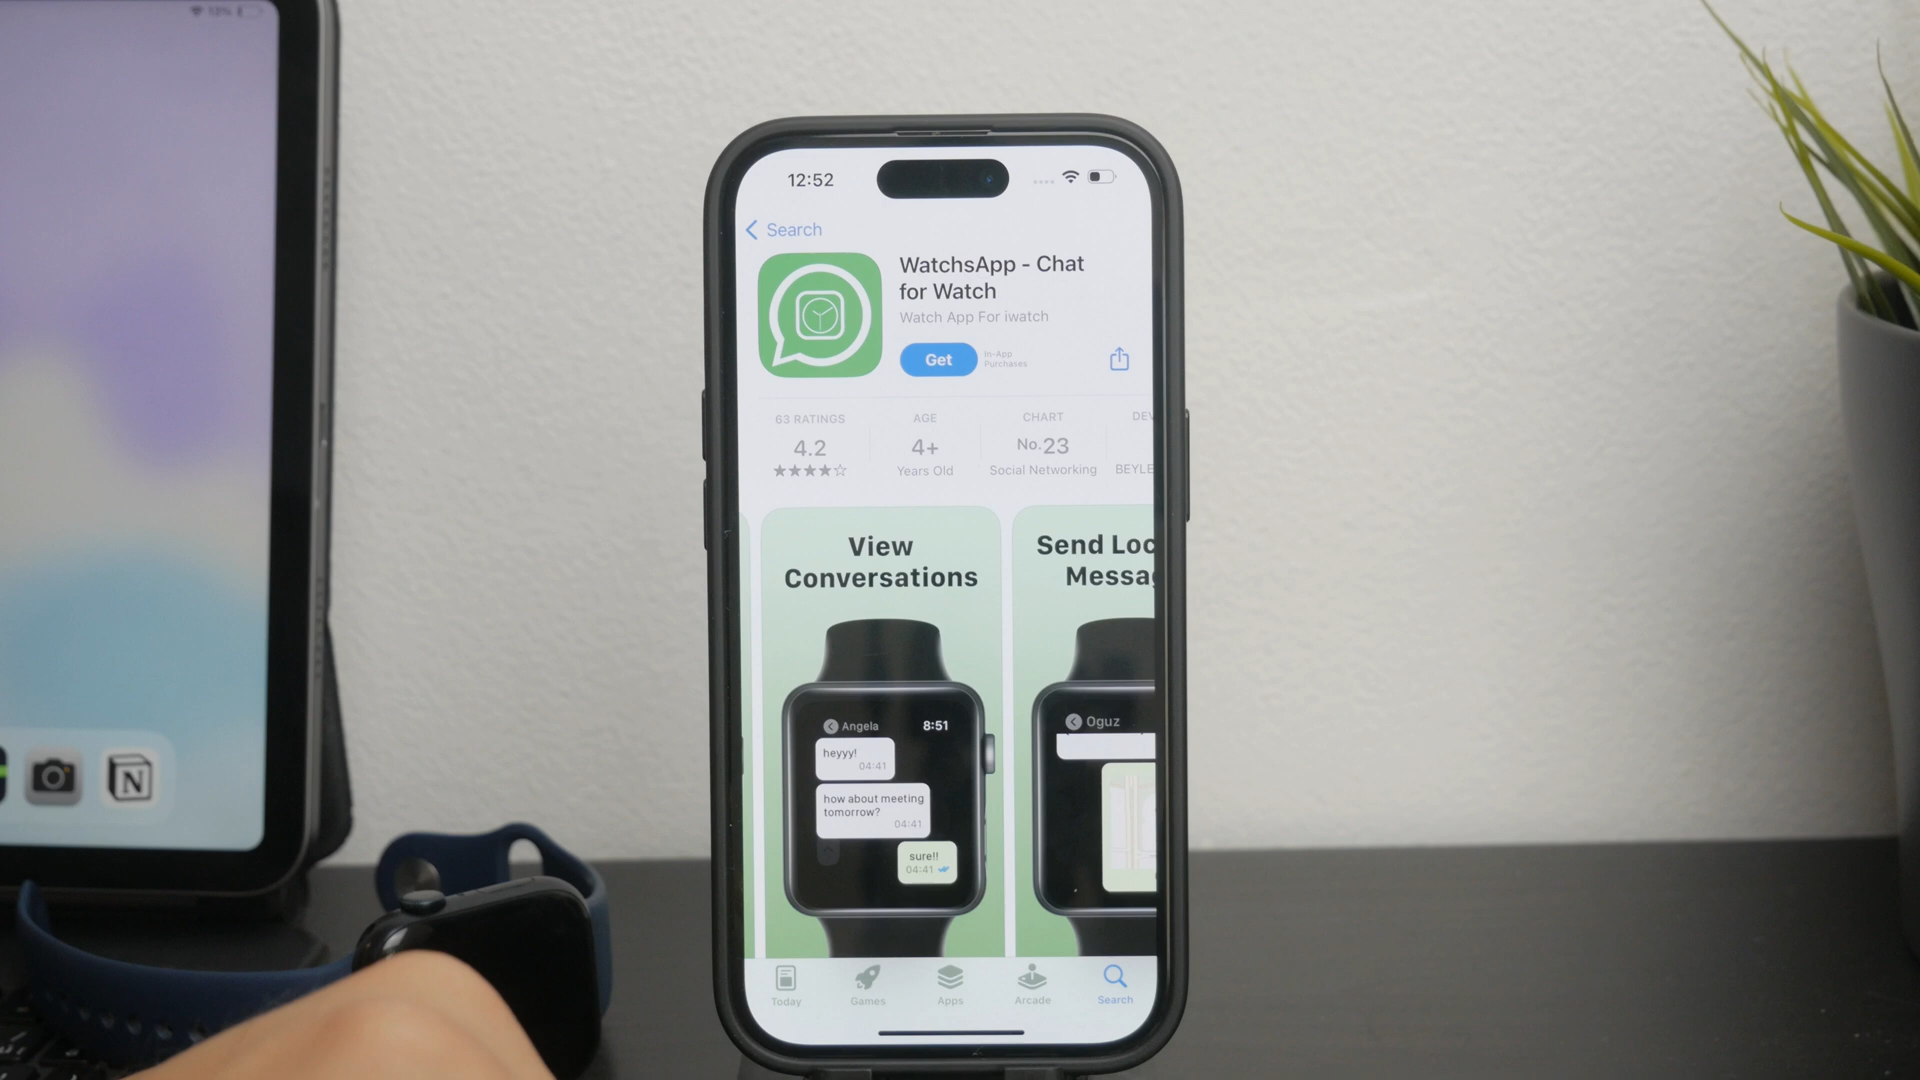 12%
12:52
Search
WatchsApp - Chat
for Watch
Watch App For iwatch
Get
In-App
Purchases
63 RATINGS
4.2
★★★★☆
AGE
4+
Years Old
CHART
No.23
Social Networking
DEV
BEYLE
View
Conversations
Angela
8:51
heyyy!
04:41
how about meeting
tomorrow?
04:41
sure!!
04:41
Send Loc
Messag
Oguz
Today
Games
Apps
Arcade
Search
N